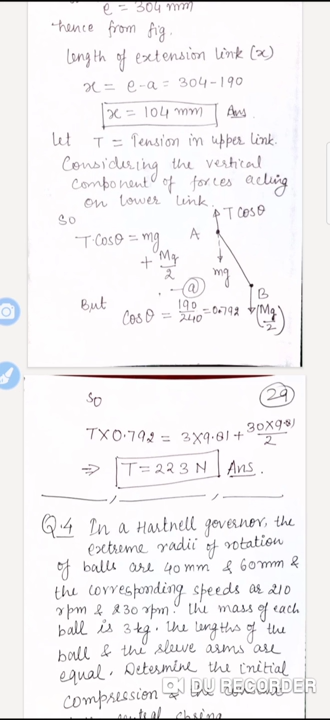 e = 304 mm
hence from fig.
length of extension link (x)
x = e-a = 304-190
x = 104 mm Ans
Let T = Tension in upper link.
Considering the vertical
component of forces acting
on lower link.
So
T cosθ
T·Cosθ = mg
+ Mg/2
A
mg
— (a)
B
But Cosθ = 190/240 = 0.792
(Mg/2)
So
(29)
T×0.792 = 3×9.81 + 30×9.81/2
⇒ T = 223 N Ans.
Q.4 In a Hartnell governor, the
extreme radii of rotation
of balls are 40 mm & 60 mm &
the corresponding speeds are 210
rpm & 230 rpm. The mass of each
ball is 3 kg. The lengths of the
ball & the sleeve arms are
equal. Determine the initial
DU RECORDER
compression & the